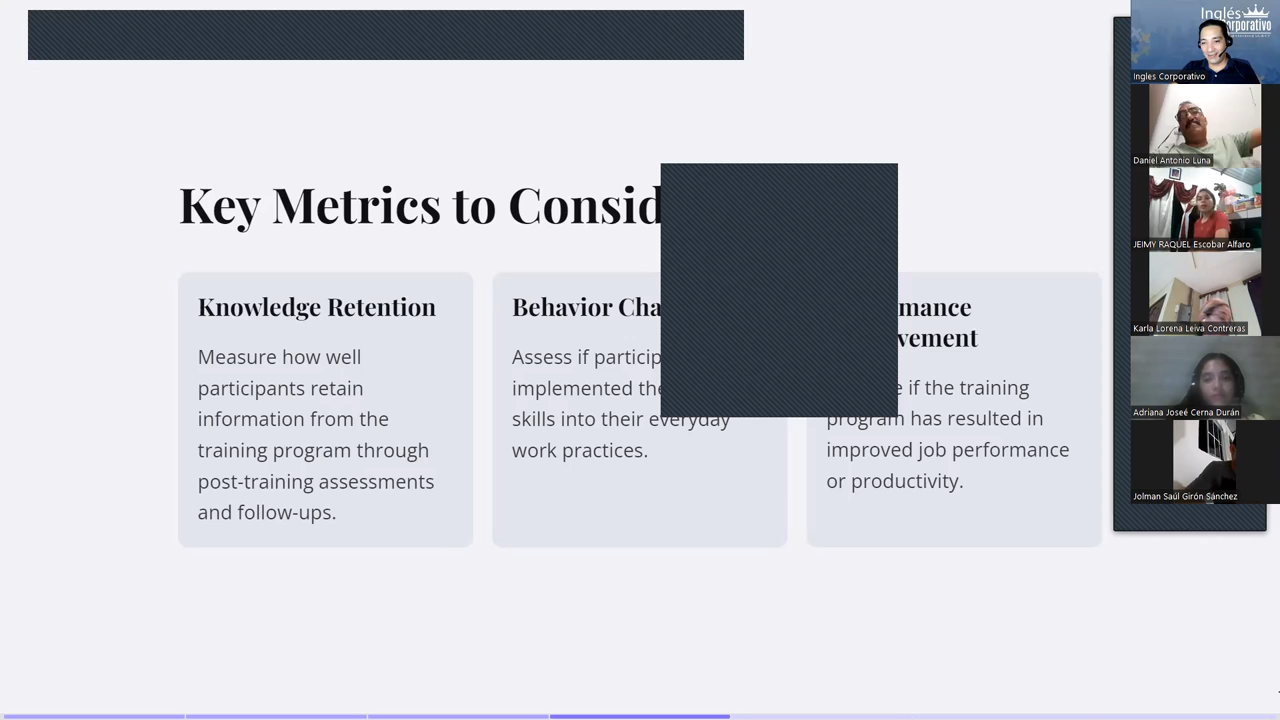 Key Metrics to Consid
Knowledge Retention
Measure how well
participants retain
information from the
training program through
post-training assessments
and follow-ups.
Behavior Cha
Assess if particip
implemented the
skills into their everyday
work practices.
mance
vement
e if the training
program has resulted in
improved job performance
or productivity.
Inglés
Corporativo
Ingles Corporativo
Daniel Antonio Luna
JEIMY RAQUEL Escobar Alfaro
Karla Lorena Leiva Contreras
Adriana Joseé Cerna Durán
Jolman Saúl Girón Sánchez